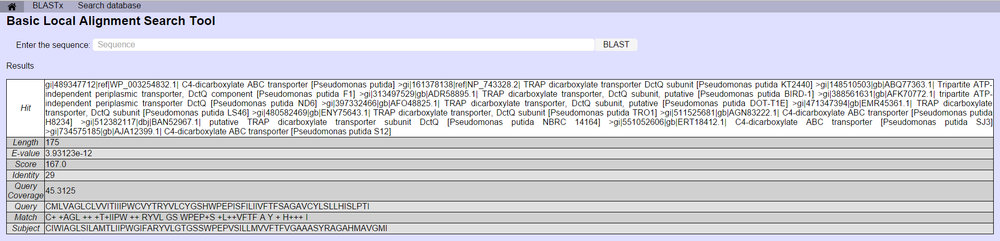 BLASTx Search database
Basic Local Alignment Search Tool
Enter the sequence: Sequence BLAST
Results
Hit
gi|489347712|ref|WP_003254832.1| C4-dicarboxylate ABC transporter [Pseudomonas putida] >gi|161378138|ref|NP_743328.2| TRAP dicarboxylate transporter DctQ subunit [Pseudomonas putida KT2440] >gi|148510503|gb|ABQ77363.1| Tripartite ATP-
independent periplasmic transporter, DctQ component [Pseudomonas putida F1] >gi|313497529|gb|ADR58895.1| TRAP dicarboxylate transporter, DctQ subunit, putative [Pseudomonas putida BIRD-1] >gi|388561631|gb|AFK70772.1| tripartite ATP-
independent periplasmic transporter DctQ [Pseudomonas putida ND6] >gi|397332466|gb|AFO48825.1| TRAP dicarboxylate transporter, DctQ subunit, putative [Pseudomonas putida DOT-T1E] >gi|471347394|gb|EMR45361.1| TRAP dicarboxylate
transporter, DctQ subunit [Pseudomonas putida LS46] >gi|480582469|gb|ENY75643.1| TRAP dicarboxylate transporter, DctQ subunit [Pseudomonas putida TRO1] >gi|511525681|gb|AGN83222.1| C4-dicarboxylate ABC transporter [Pseudomonas putida
H8234] >gi|512382117|dbj|BAN52967.1| putative TRAP dicarboxylate transporter subunit DctQ [Pseudomonas putida NBRC 14164] >gi|551052606|gb|ERT18412.1| C4-dicarboxylate ABC transporter [Pseudomonas putida SJ3]
>gi|734575185|gb|AJA12399.1| C4-dicarboxylate ABC transporter [Pseudomonas putida S12]
Length 175
E-value 3.93123e-12
Score 167.0
Identity 29
Query
Coverage 45.3125
Query CMLVAGLCLVVITIIIPWCVYTRYVLCYGSHWPEPISFILIIVFTFSAGAVCYLSLLHISLPTI
Match C+ +AGL ++ +T+IIPW ++ RYVL GS WPEP+S +L++VFTF A Y + H+++ I
Subject CIWIAGLSILAMTLIIPWGIFARYVLGTGSSWPEPVSILLMVVFTFVGAAASYRAGAHMAVGMI